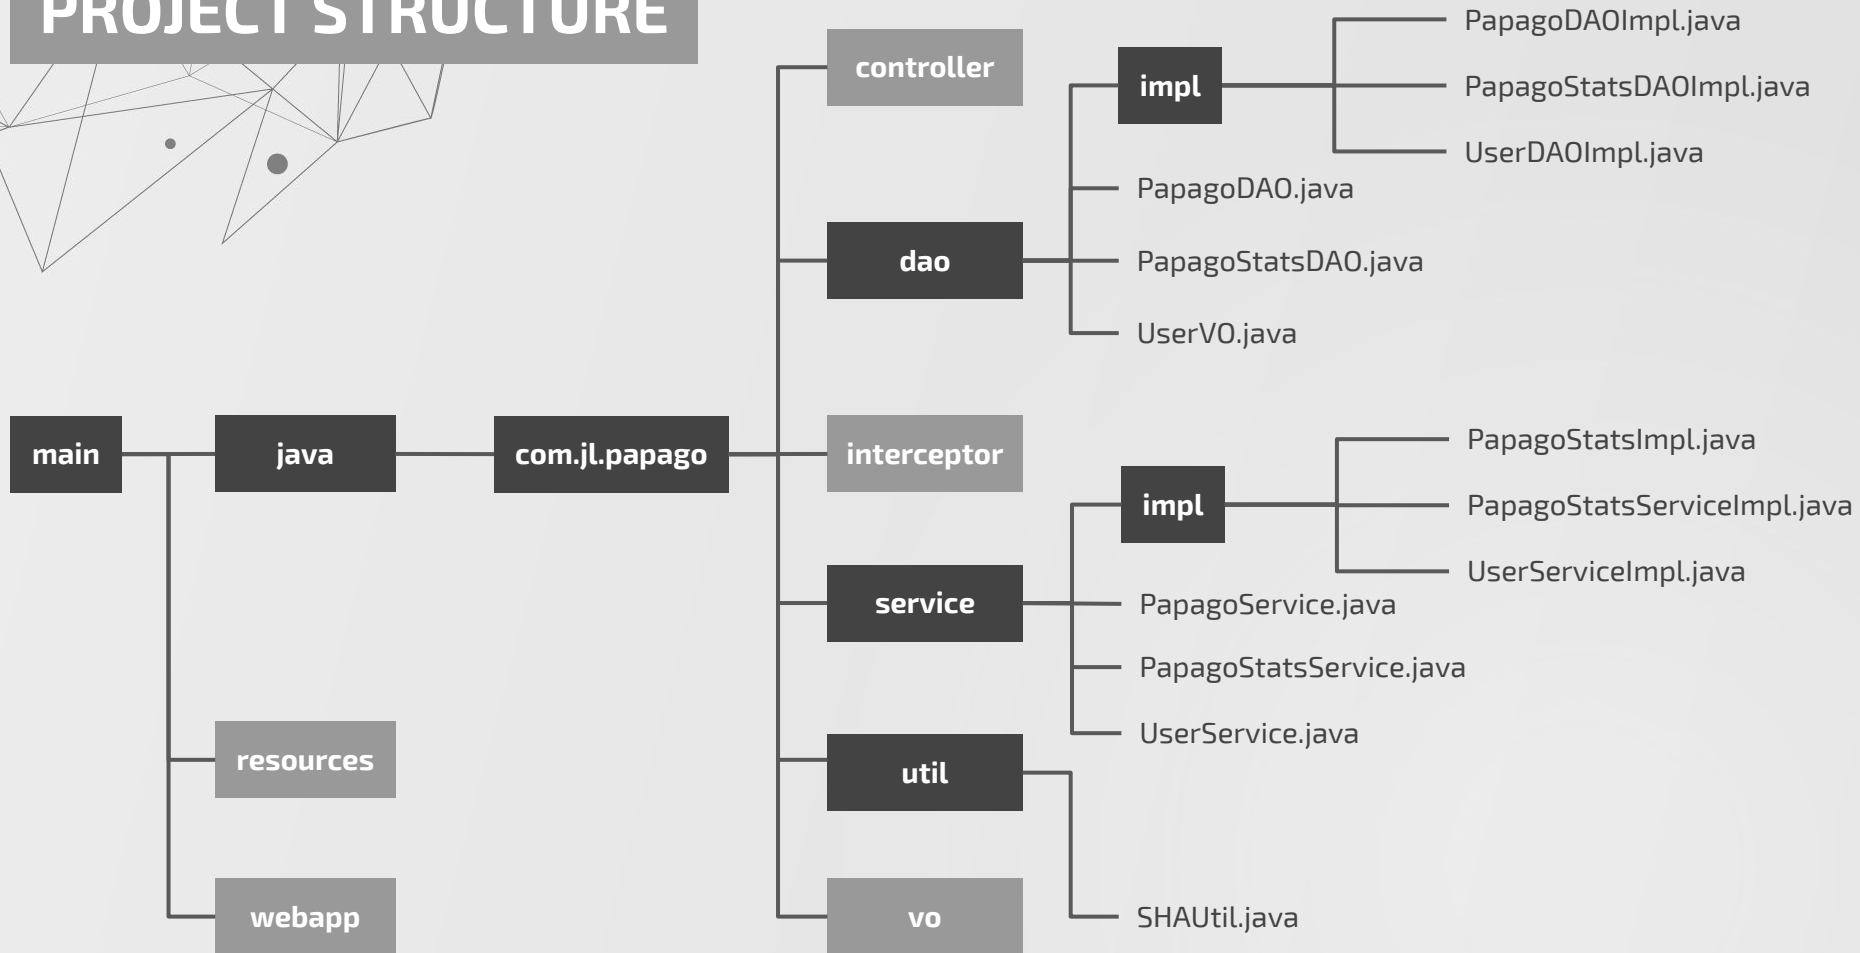 PROJECT STRUCTURE
main
java
resources
webapp
com.jl.papago
controller
dao
impl
PapagoDAOImpl.java
PapagoStatsDAOImpl.java
UserDAOImpl.java
PapagoDAO.java
PapagoStatsDAO.java
UserVO.java
interceptor
service
impl
PapagoStatsImpl.java
PapagoStatsServiceImpl.java
UserServiceImpl.java
PapagoService.java
PapagoStatsService.java
UserService.java
util
SHAUtil.java
vo